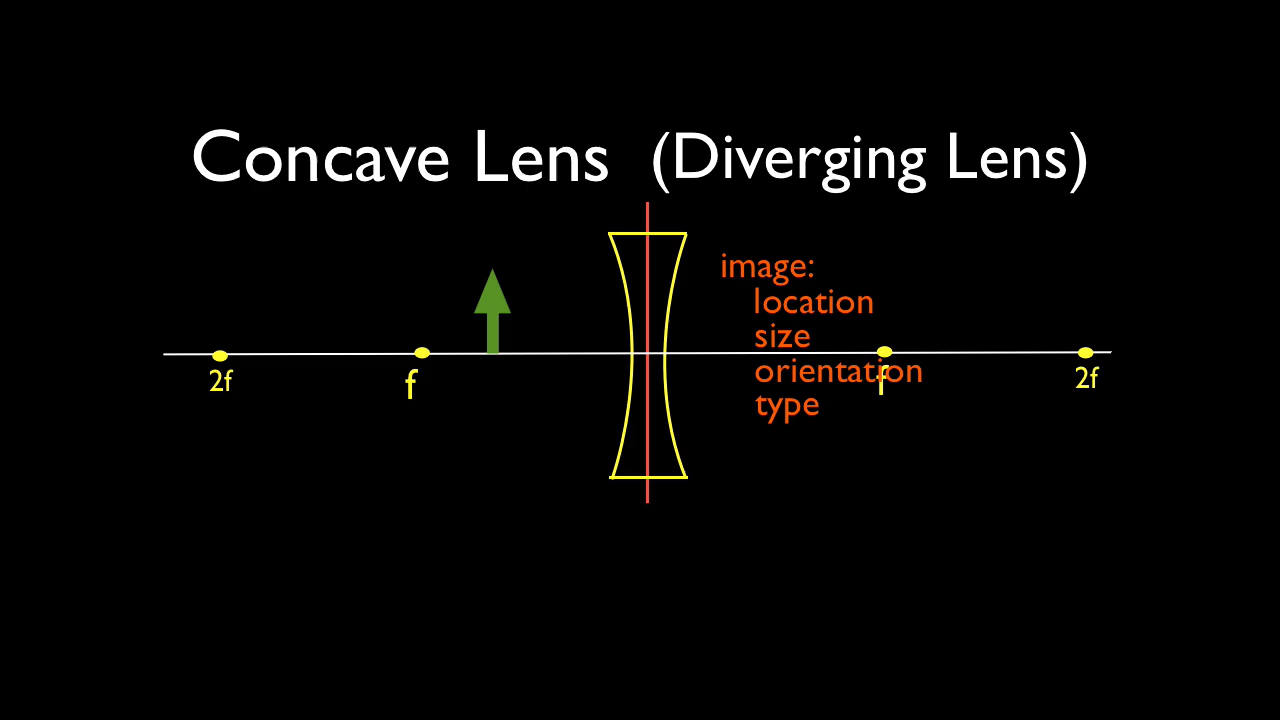 Concave Lens (Diverging Lens)
image:
location
size
orientation
type
2f
f
f
2f